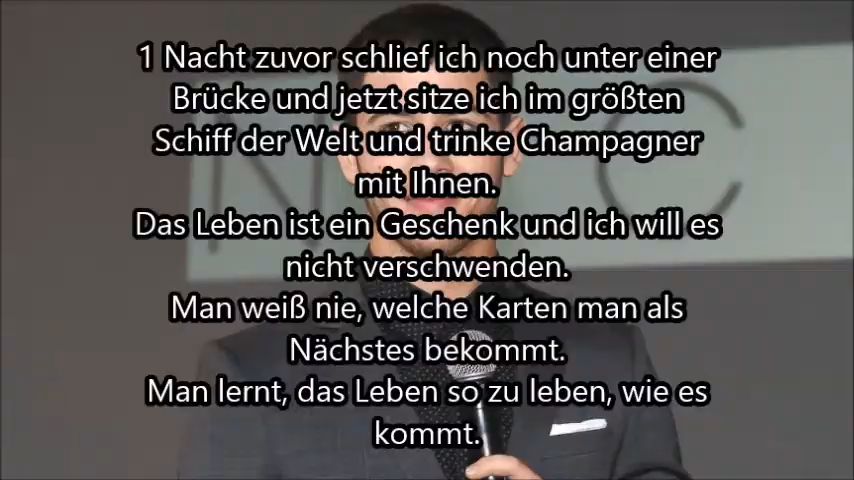 1 Nacht zuvor schlief ich noch unter einer
Brücke und jetzt sitze ich im größten
Schiff der Welt und trinke Champagner
mit Ihnen.
Das Leben ist ein Geschenk und ich will es
nicht verschwenden.
Man weiß nie, welche Karten man als
Nächstes bekommt.
Man lernt, das Leben so zu leben, wie es
kommt.